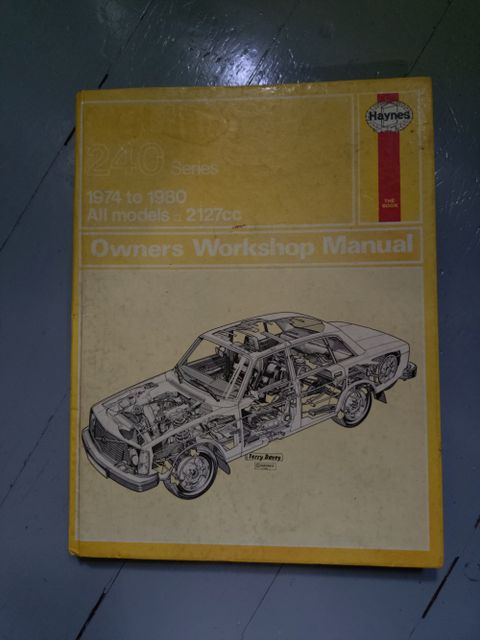 Haynes
240 Series
THE
BOOK
1974 to 1980
All models □ 2127cc
Owners Workshop Manual
Terry Davey